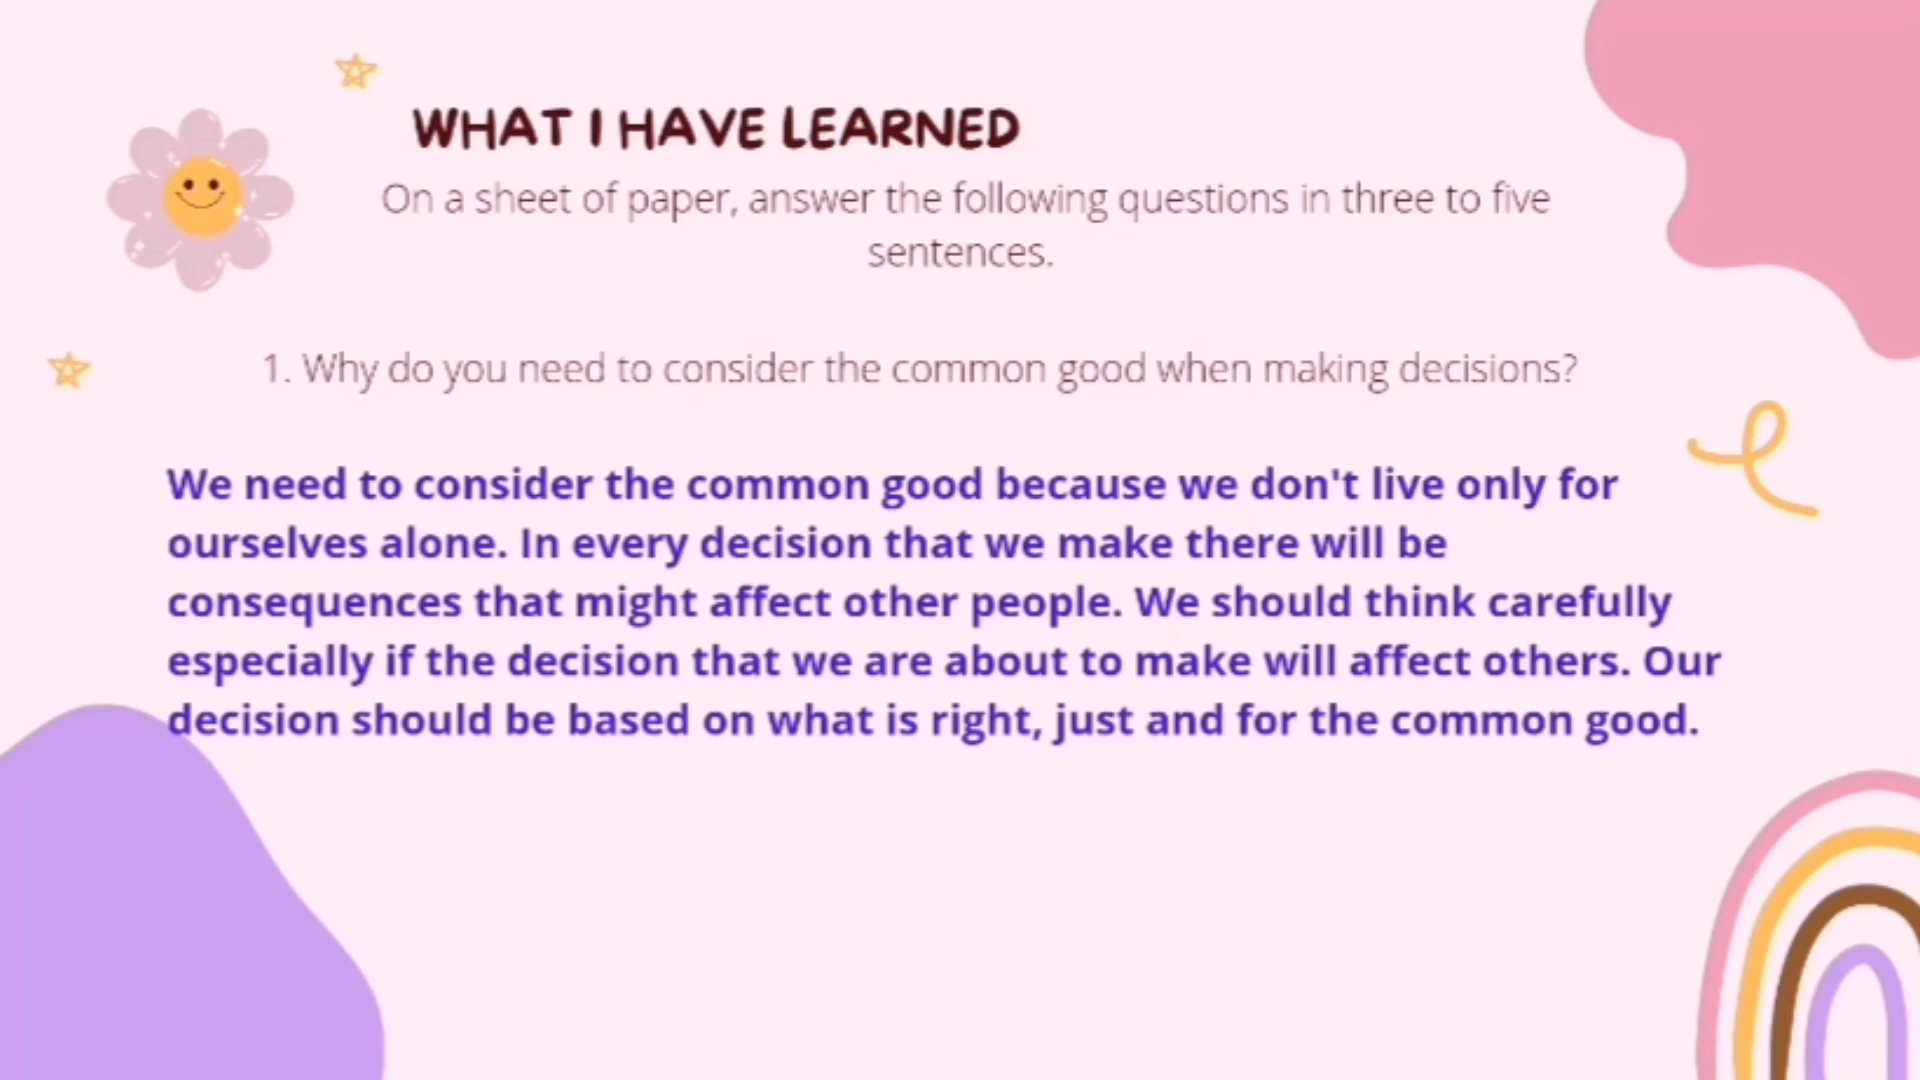 WHAT I HAVE LEARNED
On a sheet of paper, answer the following questions in three to five
sentences.
1. Why do you need to consider the common good when making decisions?
We need to consider the common good because we don't live only for
ourselves alone. In every decision that we make there will be
consequences that might affect other people. We should think carefully
especially if the decision that we are about to make will affect others. Our
decision should be based on what is right, just and for the common good.